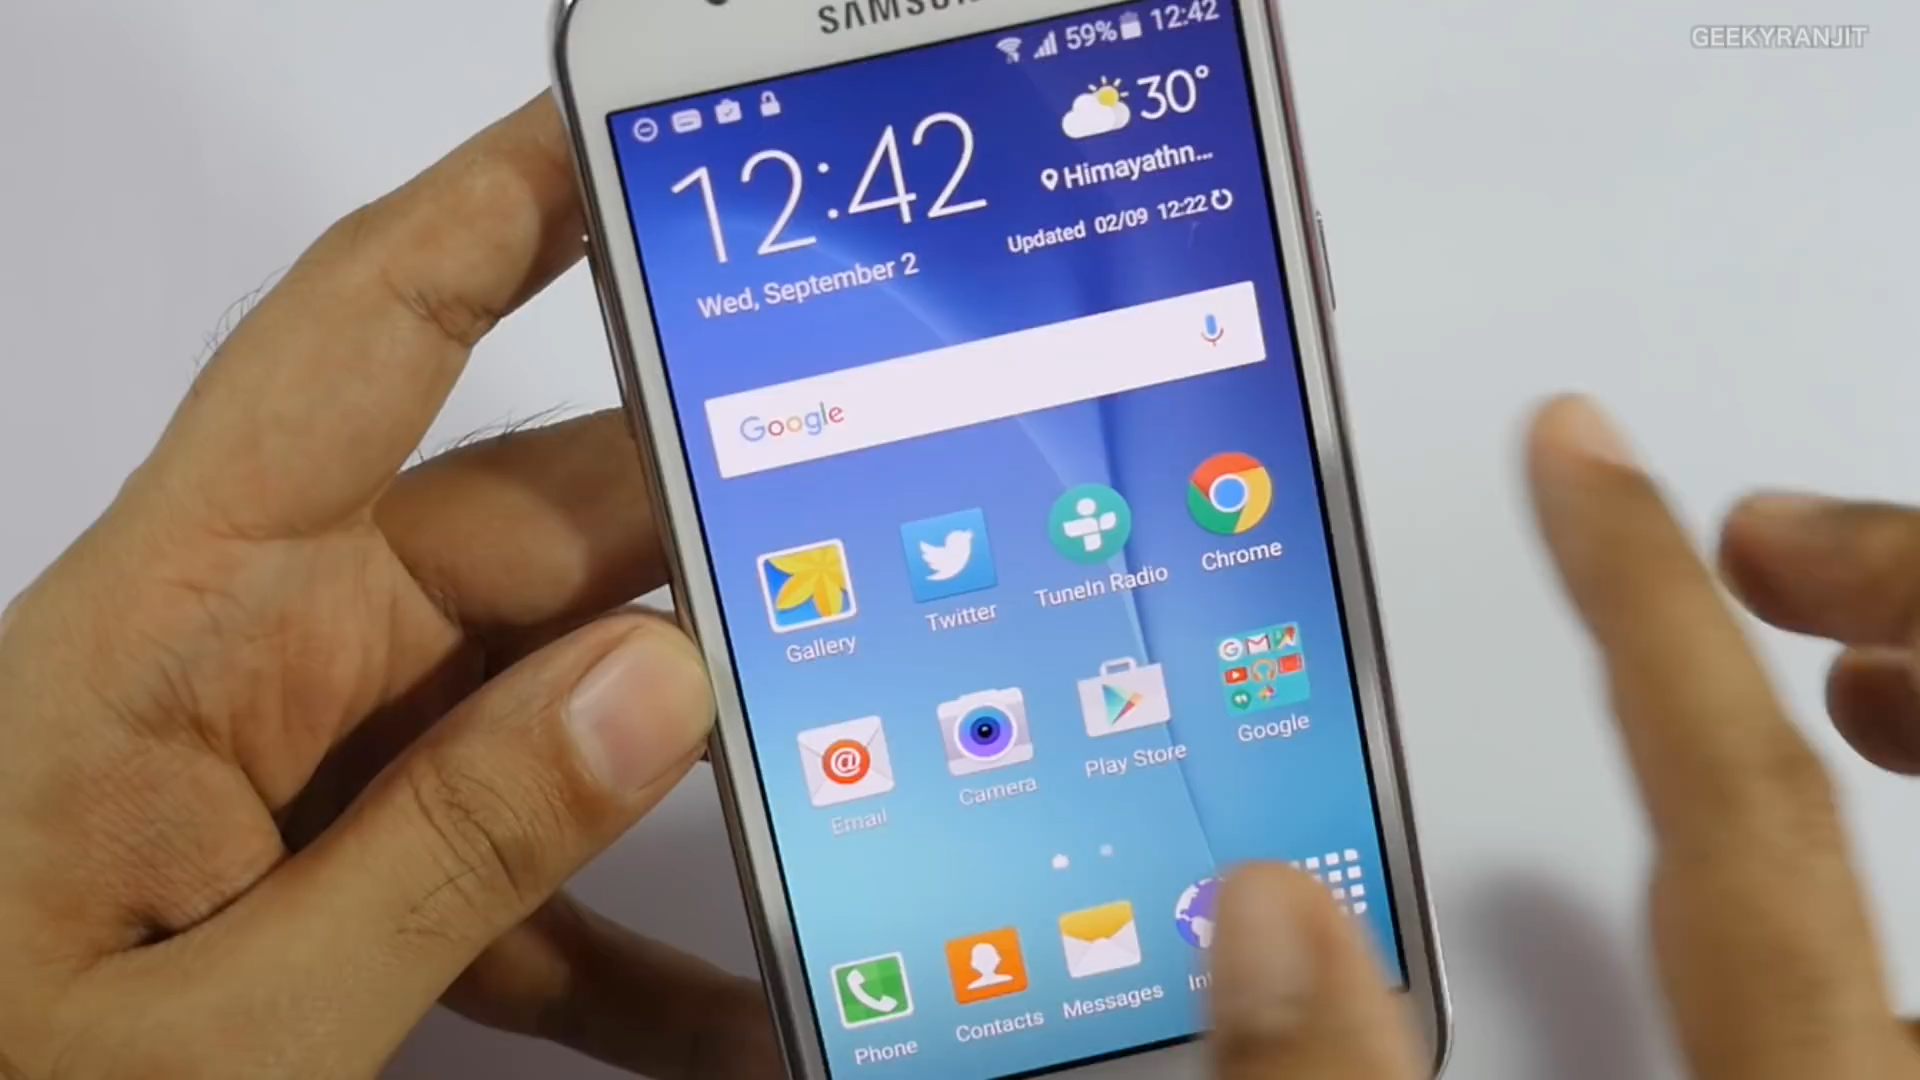 GEEKYRANJIT
SAMSUNG
59% 12:42
12:42
30°
Himayathn...
Updated 02/09 12:22
Wed, September 2
Google
Gallery
Twitter
TuneIn Radio
Chrome
Email
@
Camera
Play Store
Google
Phone
Contacts
Messages